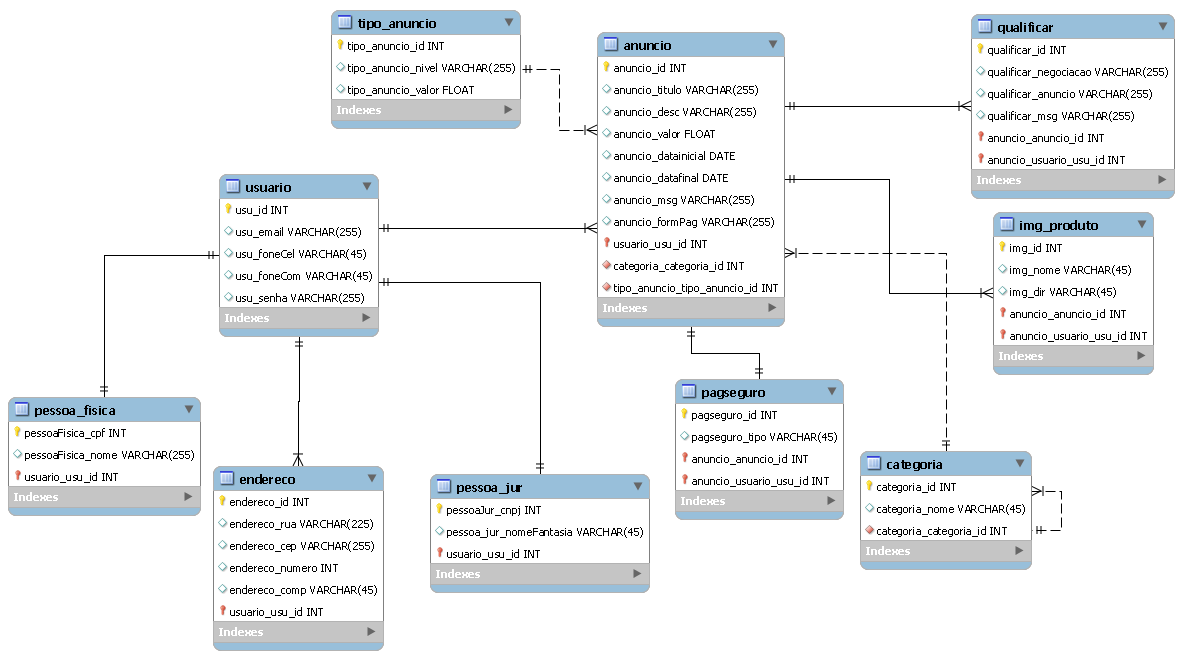 tipo_anuncio
tipo_anuncio_id INT
tipo_anuncio_nivel VARCHAR(255)
tipo_anuncio_valor FLOAT
Indexes
anuncio
anuncio_id INT
anuncio_titulo VARCHAR(255)
anuncio_desc VARCHAR(255)
anuncio_valor FLOAT
anuncio_datainicial DATE
anuncio_datafinal DATE
anuncio_msg VARCHAR(255)
anuncio_formPag VARCHAR(255)
usuario_usu_id INT
categoria_categoria_id INT
tipo_anuncio_tipo_anuncio_id INT
Indexes
qualificar
qualificar_id INT
qualificar_negociacao VARCHAR(255)
qualificar_anuncio VARCHAR(255)
qualificar_msg VARCHAR(255)
anuncio_anuncio_id INT
anuncio_usuario_usu_id INT
Indexes
usuario
usu_id INT
usu_email VARCHAR(255)
usu_foneCel VARCHAR(45)
usu_foneCom VARCHAR(45)
usu_senha VARCHAR(255)
Indexes
img_produto
img_id INT
img_nome VARCHAR(45)
img_dir VARCHAR(45)
anuncio_anuncio_id INT
anuncio_usuario_usu_id INT
Indexes
pessoa_fisica
pessoaFisica_cpf INT
pessoaFisica_nome VARCHAR(255)
usuario_usu_id INT
Indexes
endereco
endereco_id INT
endereco_rua VARCHAR(225)
endereco_cep VARCHAR(255)
endereco_numero INT
endereco_comp VARCHAR(45)
usuario_usu_id INT
Indexes
pessoa_jur
pessoaJur_cnpj INT
pessoa_jur_nomeFantasia VARCHAR(45)
usuario_usu_id INT
Indexes
pagseguro
pagseguro_id INT
pagseguro_tipo VARCHAR(45)
anuncio_anuncio_id INT
anuncio_usuario_usu_id INT
Indexes
categoria
categoria_id INT
categoria_nome VARCHAR(45)
categoria_categoria_id INT
Indexes